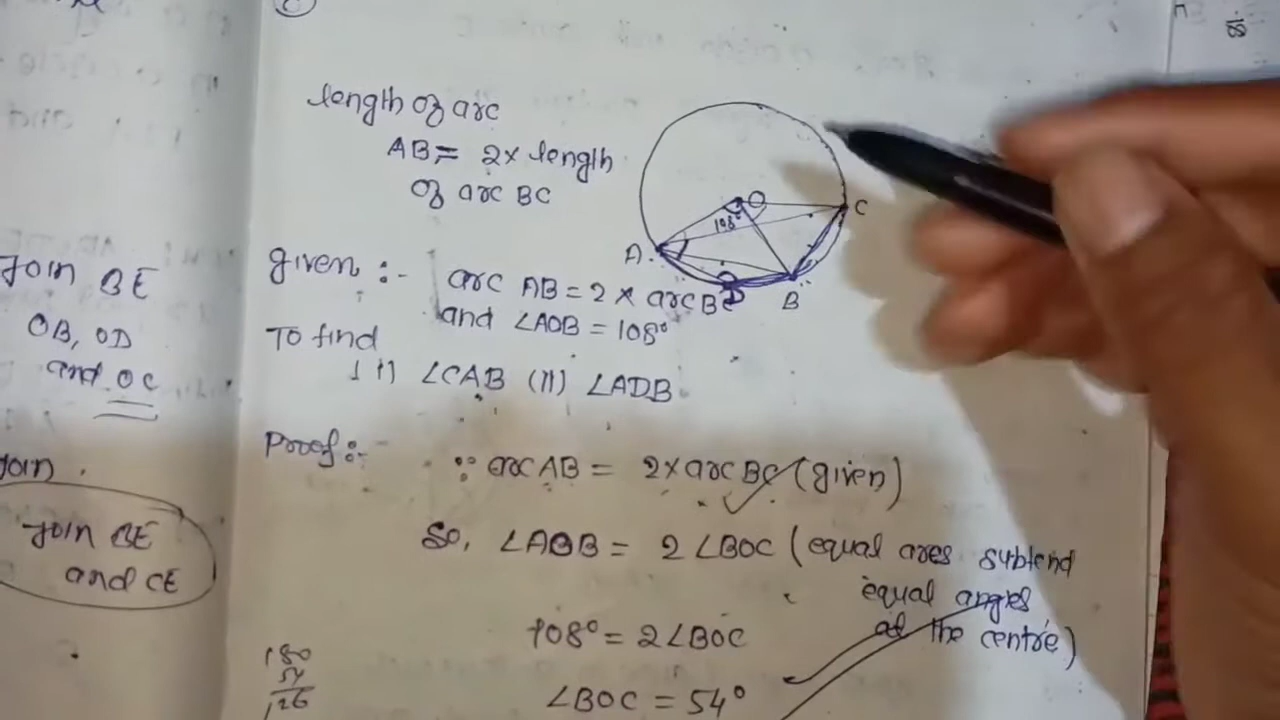 length of arc
AB = 2 x length
of arc BC
A
O
108°
C
D
B
given :-
arc AB = 2 x arc BC
and ∠AOB = 108°
To find
(i) ∠CAB (ii) ∠ADB
Proof :-
∵ arc AB = 2 x arc BC (given)
So, ∠AOB = 2 ∠BOC (equal arcs subtend
equal angles
at the centre)
108° = 2∠BOC
∠BOC = 54°
180
54
126
Join BE
OB, OD
and OC
Join
Join BE
and CE